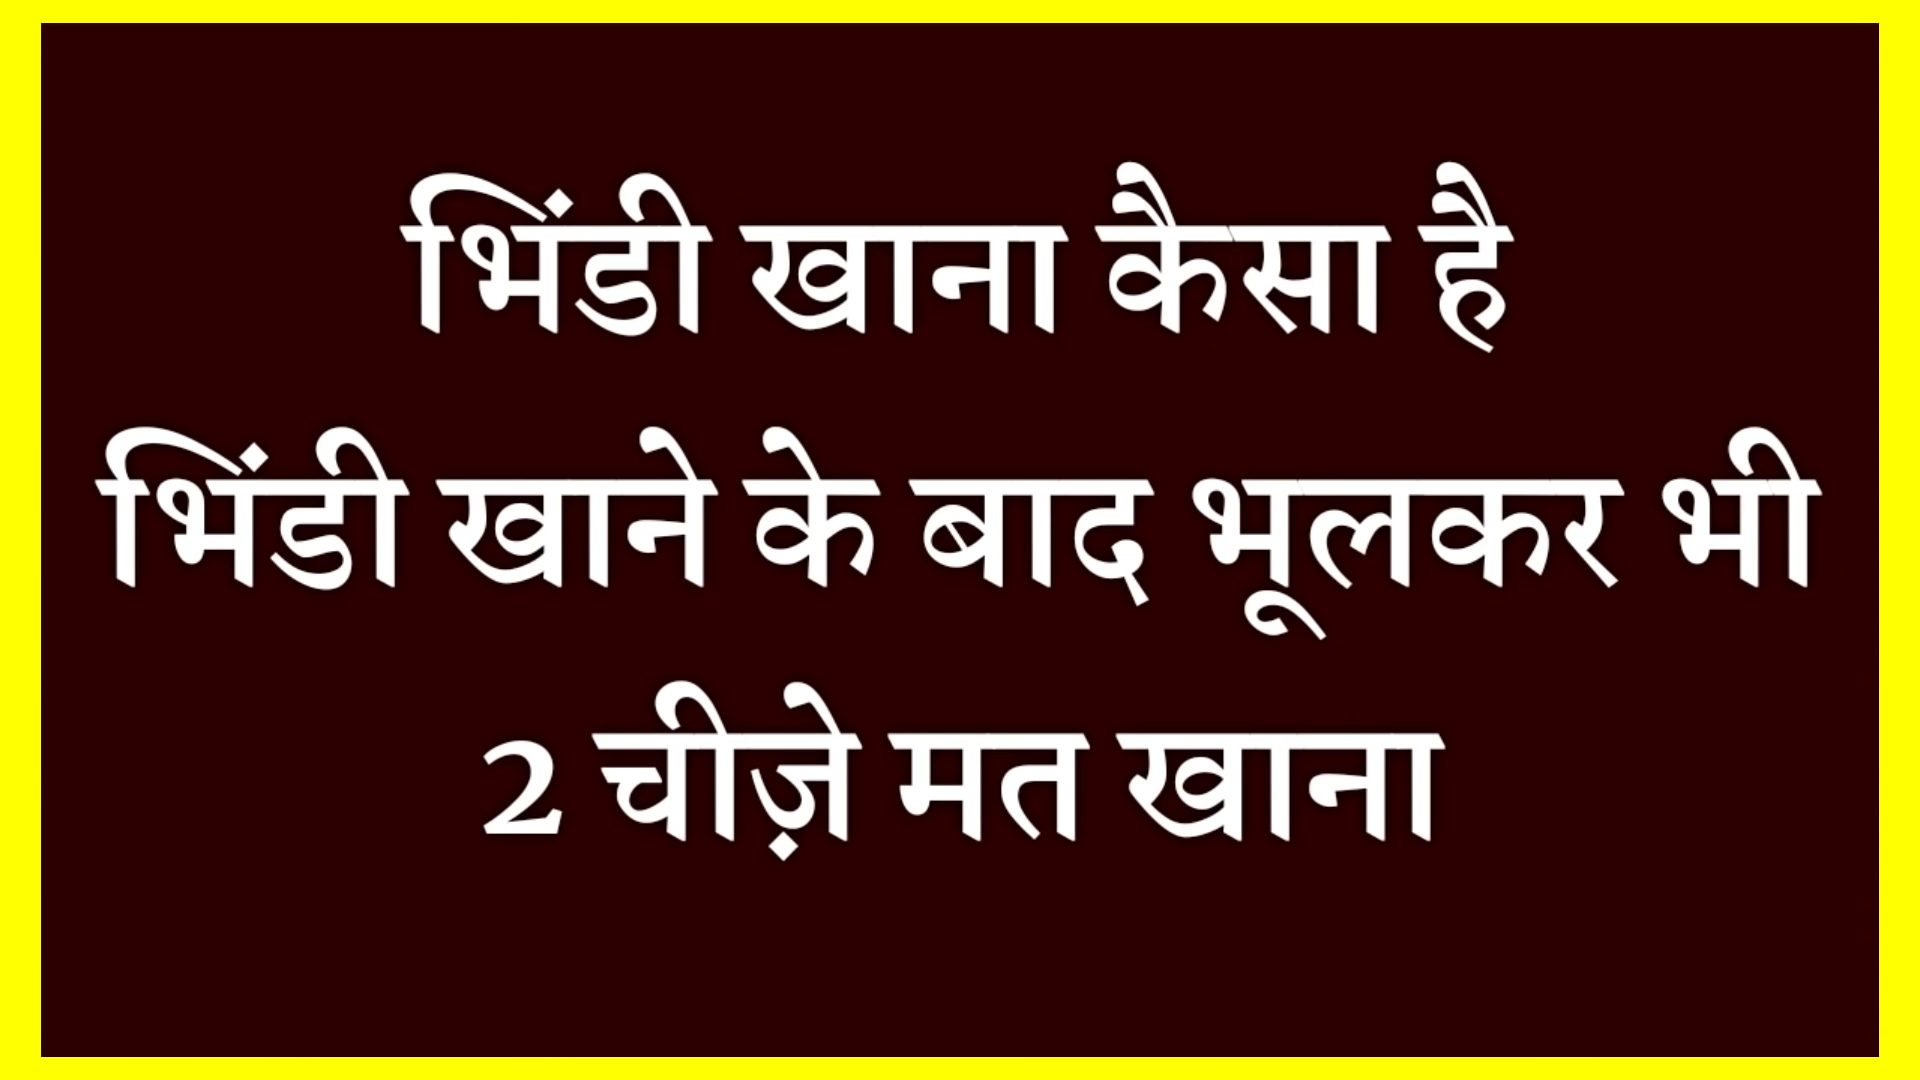 भिंडी खाना कैसा है
भिंडी खाने के बाद भूलकर भी
2 चीज़े मत खाना